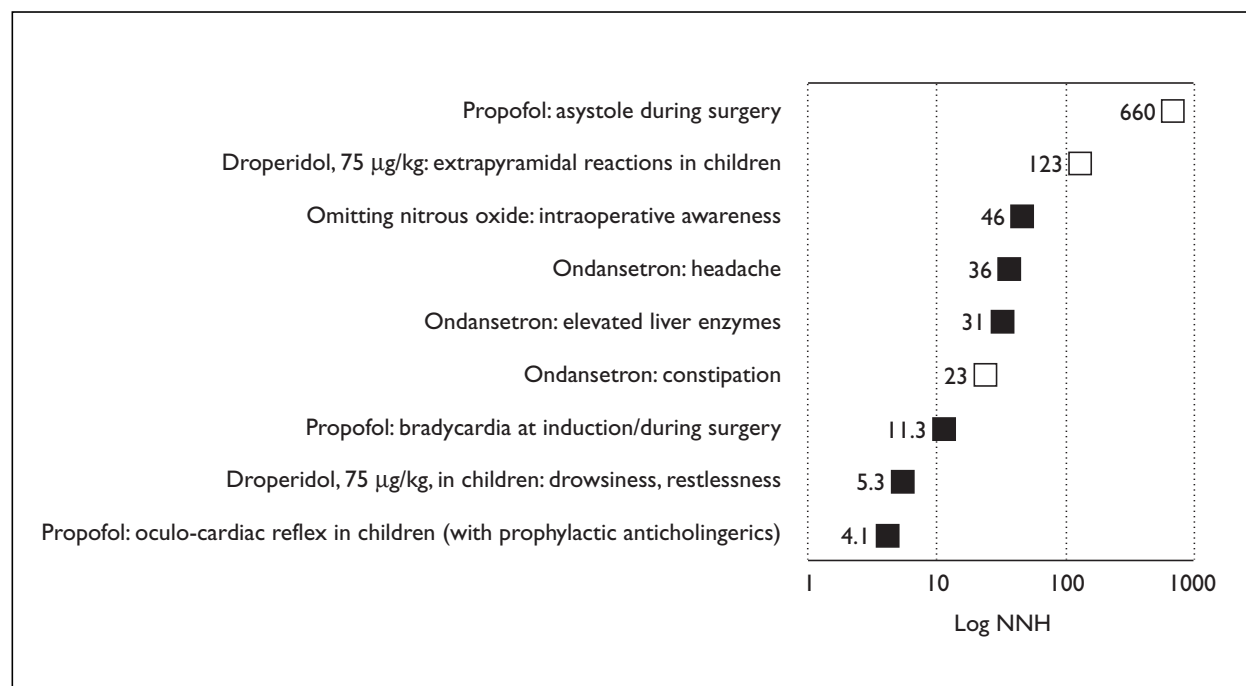 Propofol: asystole during surgery 660
Droperidol, 75 µg/kg: extrapyramidal reactions in children 123
Omitting nitrous oxide: intraoperative awareness 46
Ondansetron: headache 36
Ondansetron: elevated liver enzymes 31
Ondansetron: constipation 23
Propofol: bradycardia at induction/during surgery 11.3
Droperidol, 75 µg/kg, in children: drowsiness, restlessness 5.3
Propofol: oculo-cardiac reflex in children (with prophylactic anticholingerics) 4.1
1 10 100 1000
Log NNH